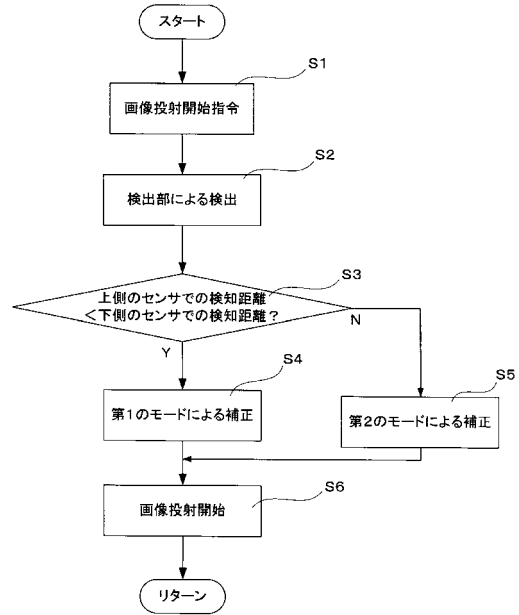 スタート
S1
画像投射開始指令
S2
検出部による検出
S3
上側のセンサでの検知距離
<下側のセンサでの検知距離?
N
Y
S4
第1のモードによる補正
S5
第2のモードによる補正
S6
画像投射開始
リターン